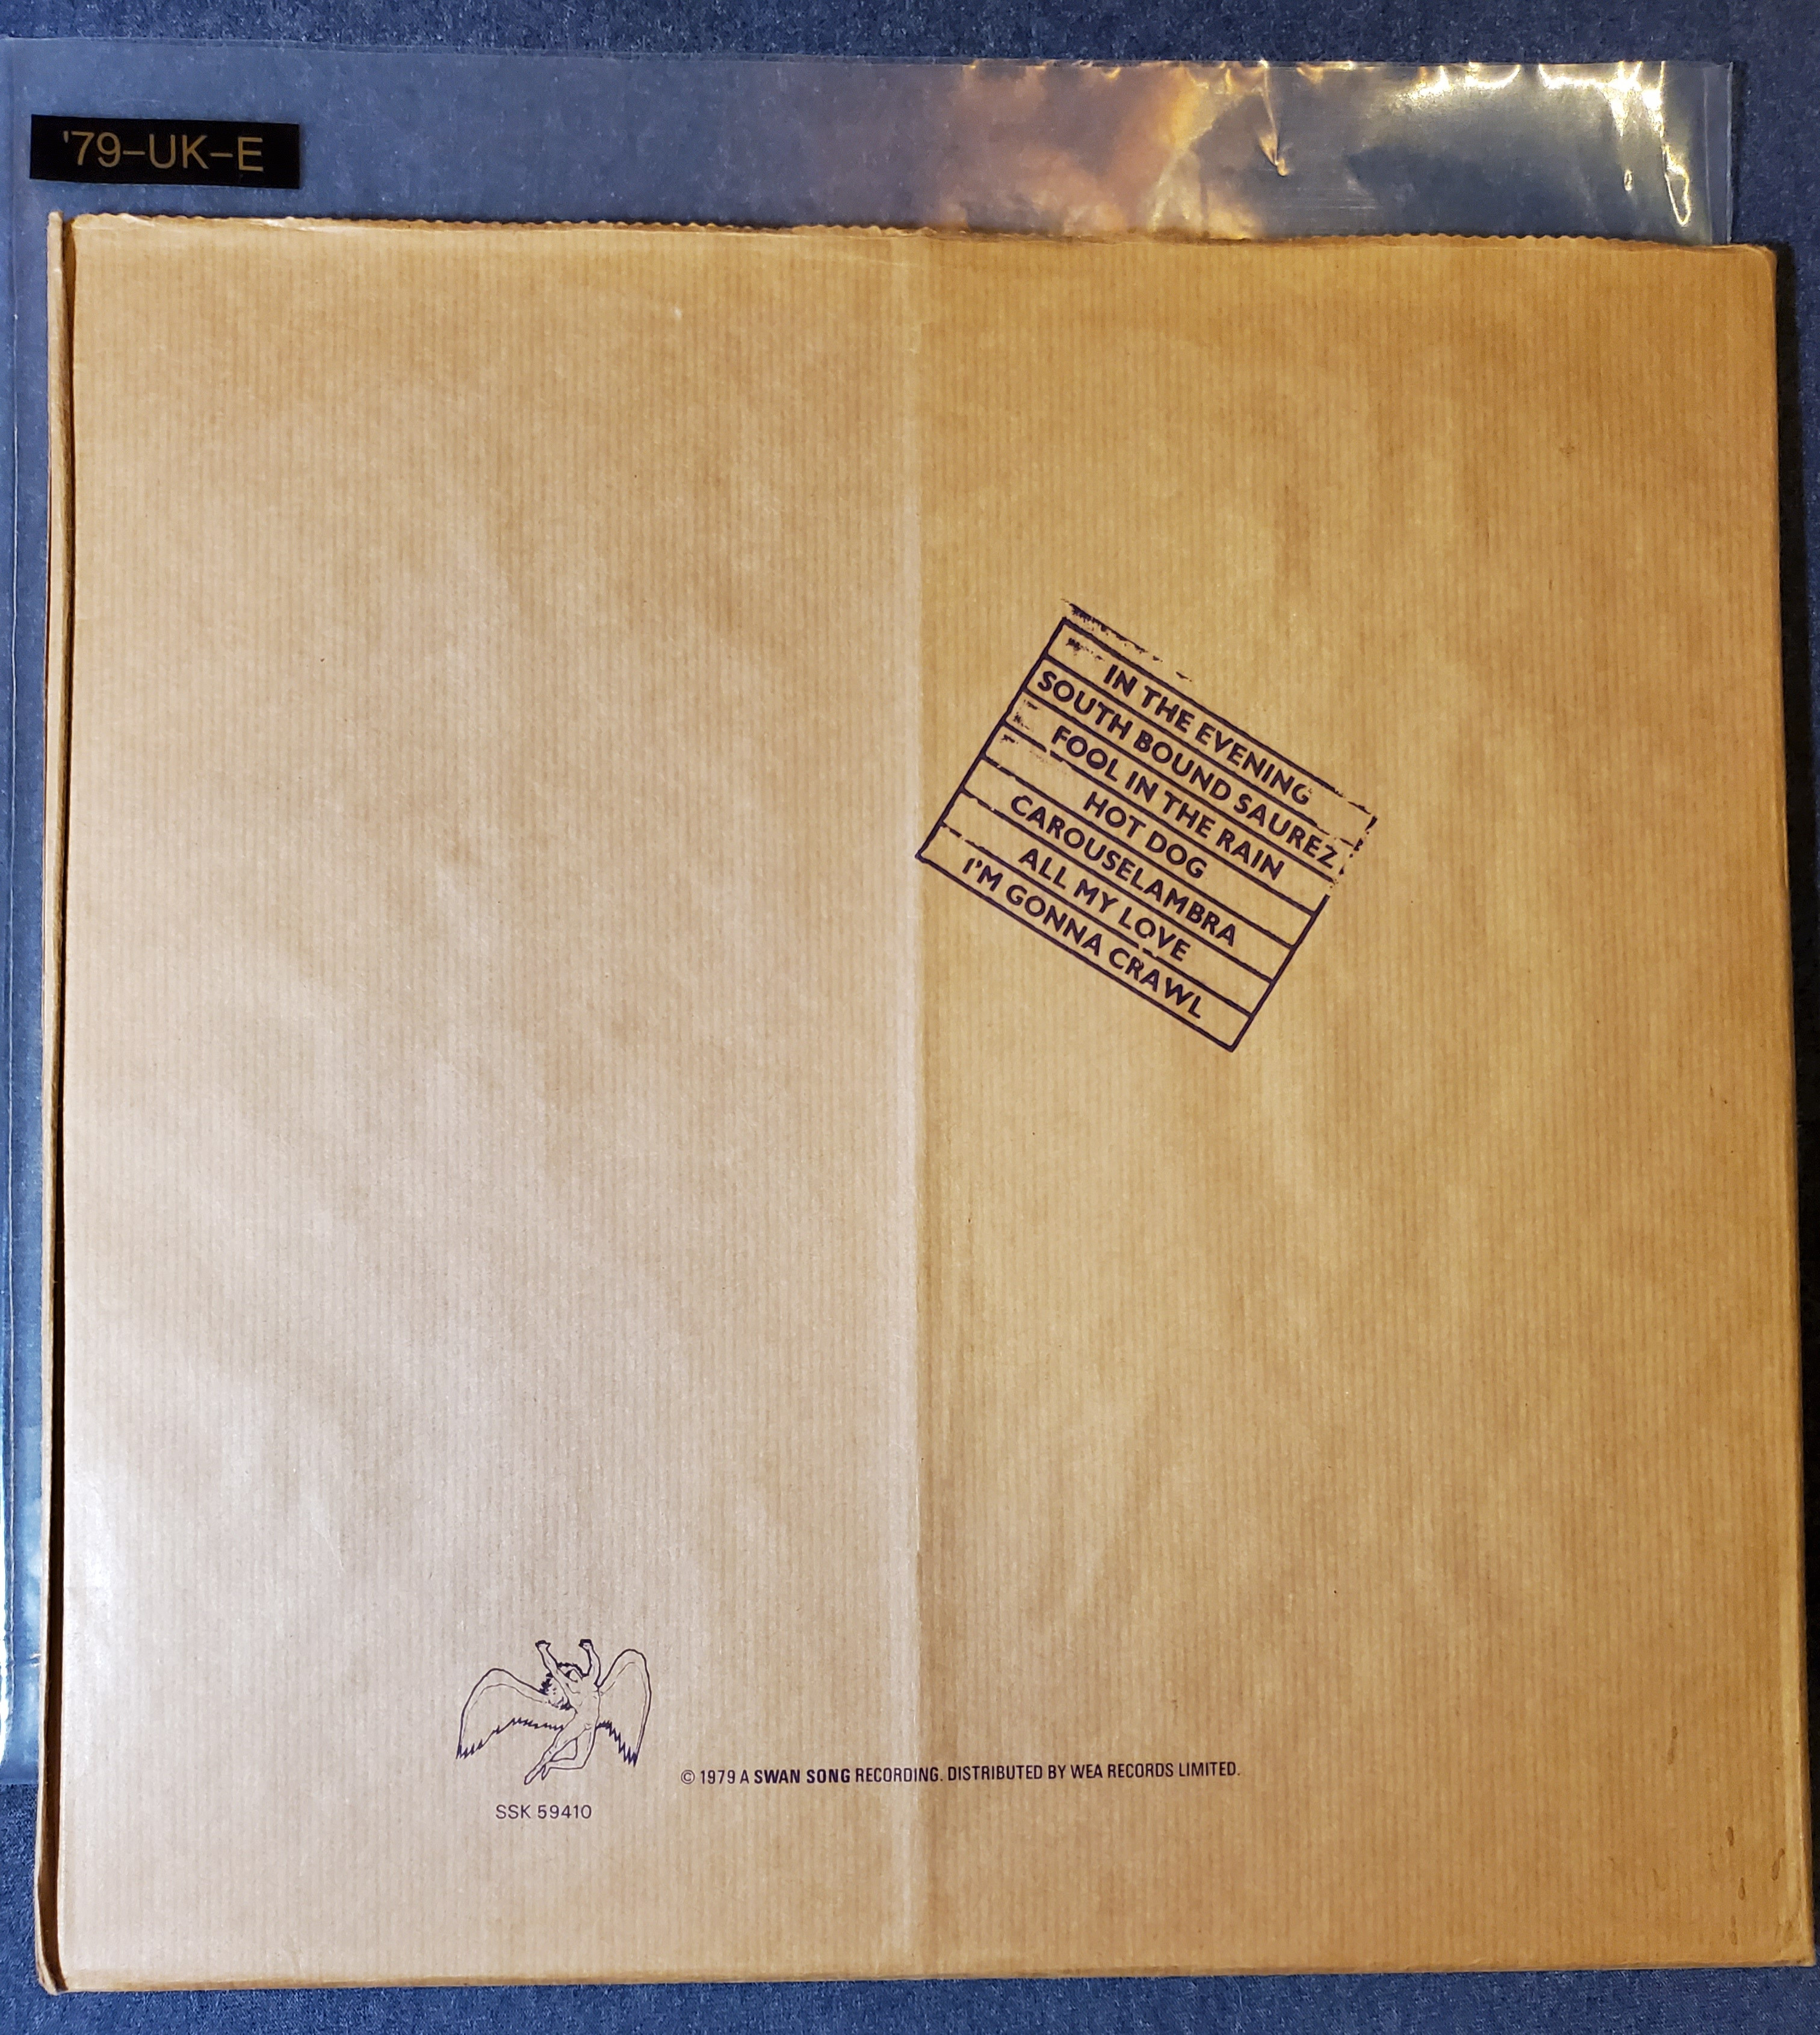 '79-UK-E
IN THE EVENING
SOUTH BOUND SAUREZ
FOOL IN THE RAIN
HOT DOG
CAROUSELAMBRA
ALL MY LOVE
I'M GONNA CRAWL
© 1979 A SWAN SONG RECORDING. DISTRIBUTED BY WEA RECORDS LIMITED.
SSK 59410